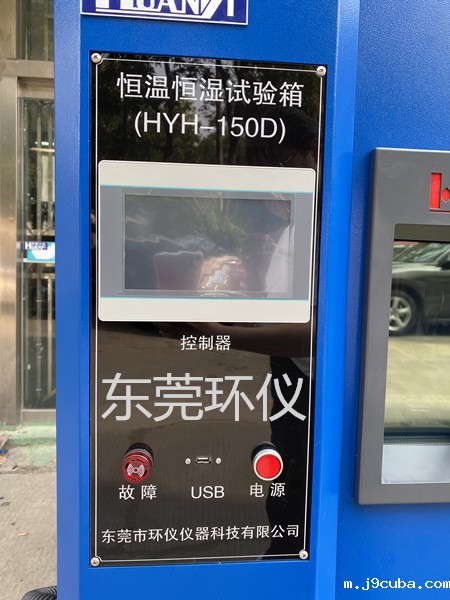 HUANYI
恒温恒湿试验箱
(HYH-150D)
控制器
东莞环仪
故障
USB
电源
东莞市环仪仪器科技有限公司
m.j9cuba.com